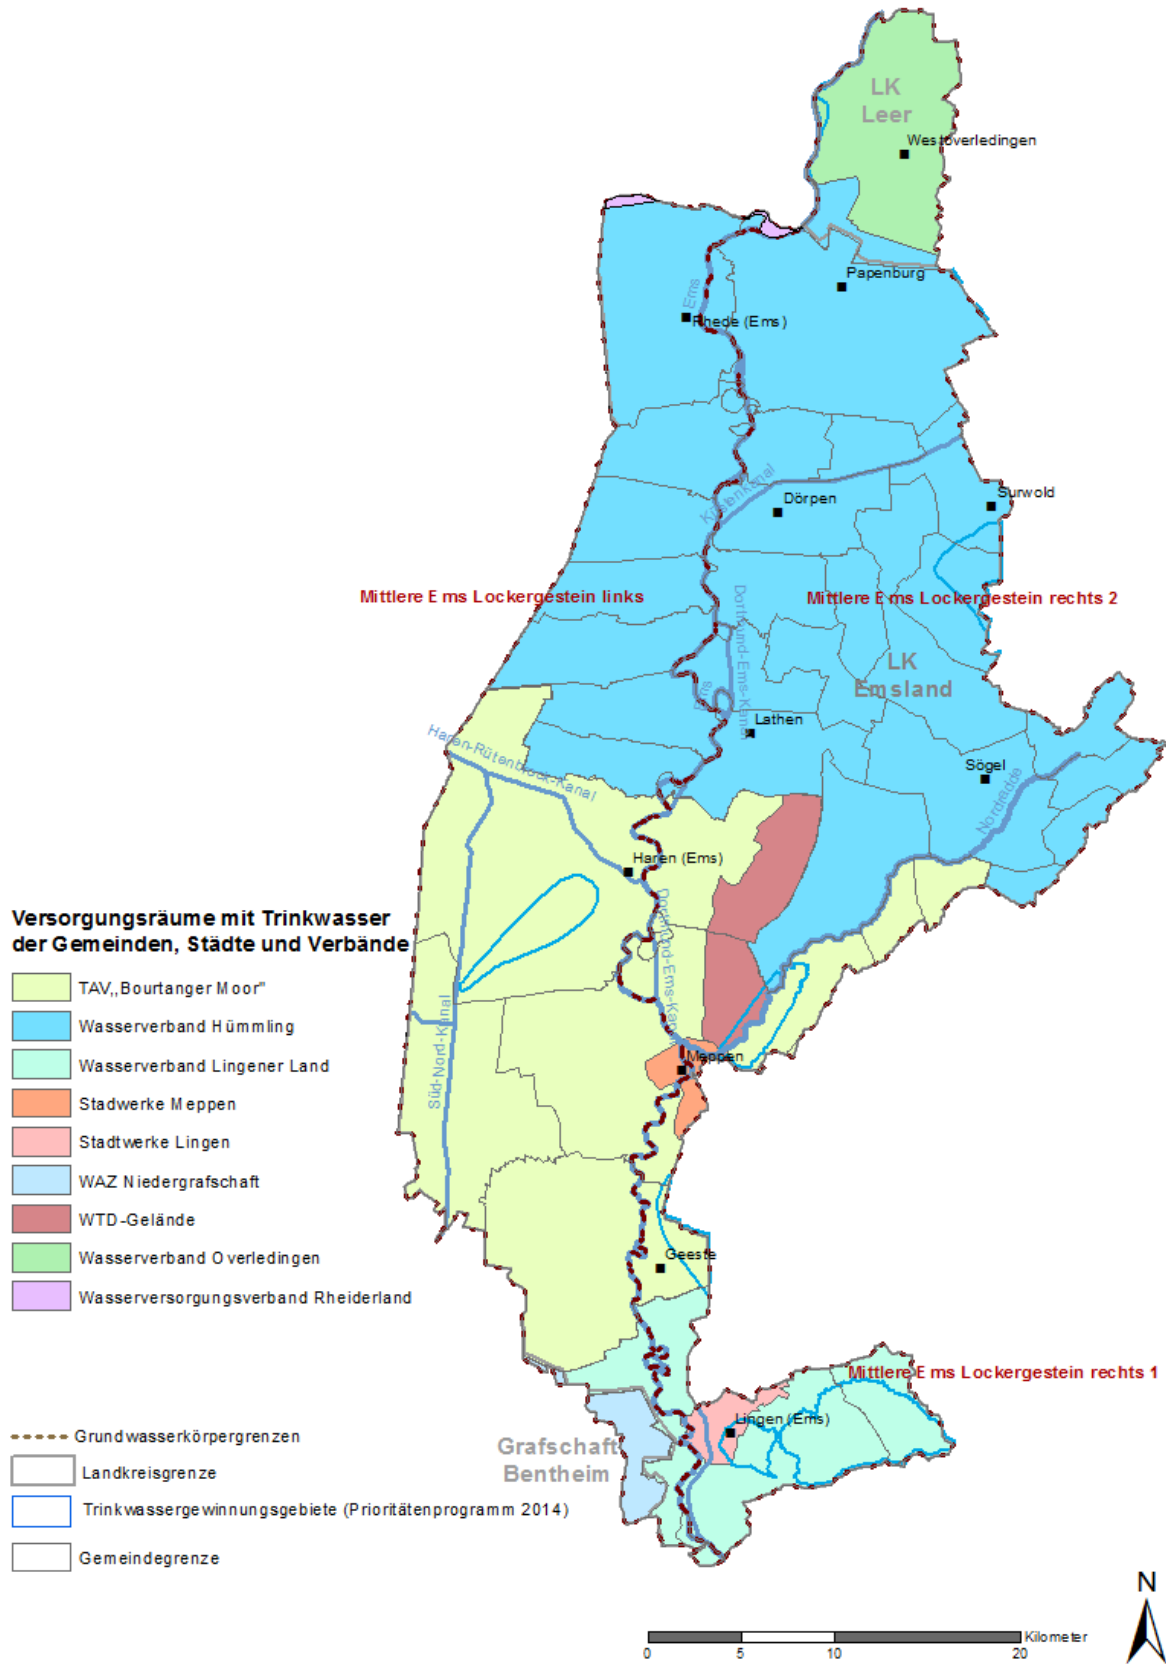 LK
Leer
Westoverledingen
Papenburg
Ems
Rhede (Ems)
Küstenkanal
Dörpen
Surwold
Mittlere Ems Lockergestein links
Mittlere Ems Lockergestein rechts 2
Dortmund-Ems-Kanal
LK
Emsland
Ems
Lathen
Haren-Rütenbrock-Kanal
Sögel
Nordradde
Haren (Ems)
Dortmund-Ems-Kanal
Süd-Nord-Kanal
Meppen
Geeste
Mittlere Ems Lockergestein rechts 1
Lingen (Ems)
Grafschaft
Bentheim
Versorgungsräume mit Trinkwasser
der Gemeinden, Städte und Verbände
TAV,,Bourtanger Moor"
Wasserverband Hümmling
Wasserverband Lingener Land
Stadwerke Meppen
Stadtwerke Lingen
WAZ Niedergrafschaft
WTD-Gelände
Wasserverband Overledingen
Wasserversorgungsverband Rheiderland
Grundwasserkörpergrenzen
Landkreisgrenze
Trinkwassergewinnungsgebiete (Prioritätenprogramm 2014)
Gemeindegrenze
N
Kilometer
0 5 10 20